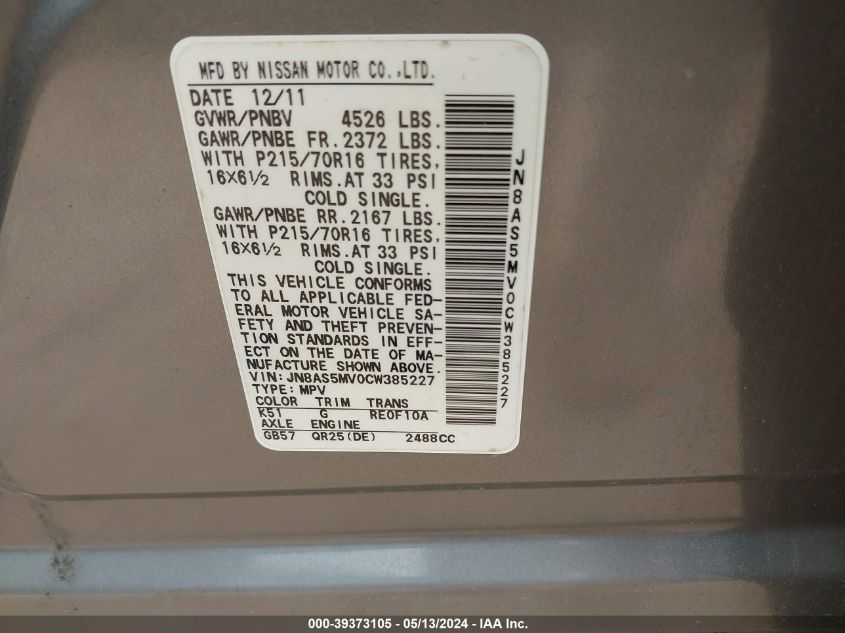 MFD BY NISSAN MOTOR CO.,LTD.
DATE 12/11
GVWR/PNBV 4526 LBS.
GAWR/PNBE FR.2372 LBS.
WITH P215/70R16 TIRES,
16X6½ RIMS.AT 33 PSI
COLD SINGLE.
GAWR/PNBE RR.2167 LBS.
WITH P215/70R16 TIRES,
16X6½ RIMS.AT 33 PSI
COLD SINGLE.
THIS VEHICLE CONFORMS
TO ALL APPLICABLE FED-
ERAL MOTOR VEHICLE SA-
FETY AND THEFT PREVEN-
TION STANDARDS IN EFF-
ECT ON THE DATE OF MA-
NUFACTURE SHOWN ABOVE.
VIN:JN8AS5MV0CW385227
TYPE:MPV
COLOR TRIM TRANS
K51 G RE0F10A
AXLE ENGINE
GB57 QR25(DE) 2488CC
JN8AS5MV0CW385227
000-39373105 - 05/13/2024 - IAA Inc.